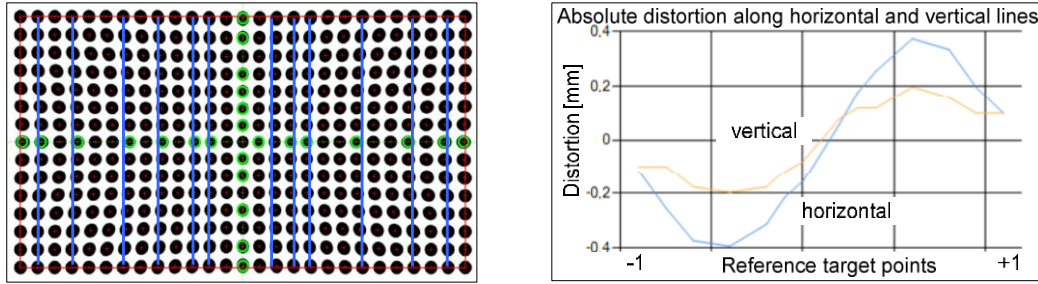 Absolute distortion along horizontal and vertical lines
0.4
0.2
0
-0.2
-0.4
Distortion [mm]
vertical
horizontal
-1
Reference target points
+1